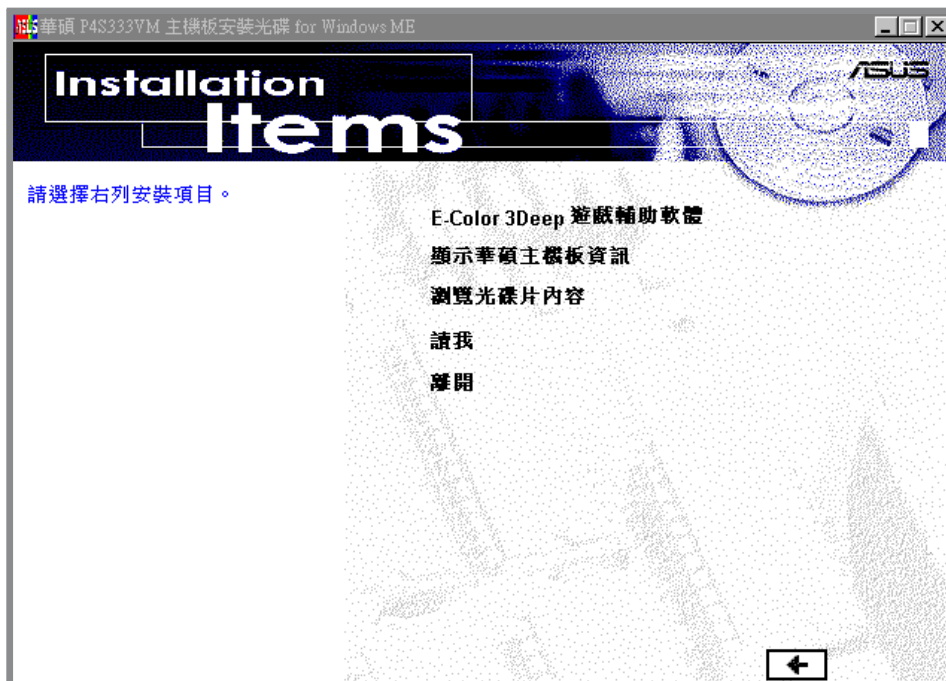 華碩 P4S333VM 主機板安裝光碟 for Windows ME
Installation
Items
ASUS
請選擇右列安裝項目。
E-Color 3Deep 遊戲輔助軟體
顯示華碩主機板資訊
瀏覽光碟片內容
讀我
離開